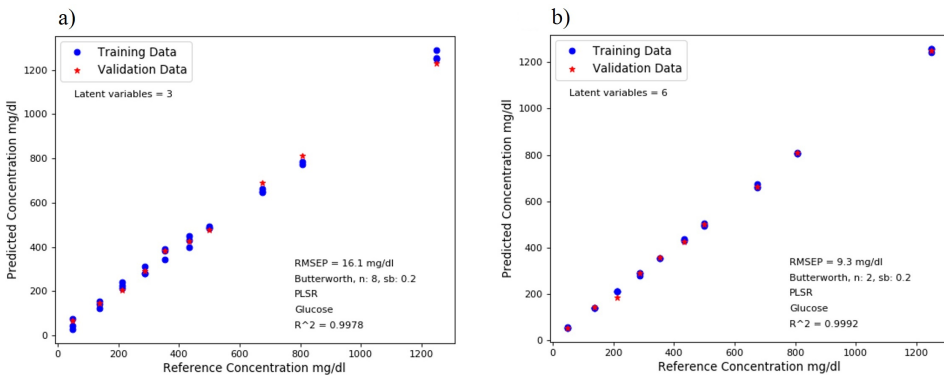 a)
Training Data
Validation Data
Latent variables = 3
RMSEP = 16.1 mg/dl
Butterworth, n: 8, sb: 0.2
PLSR
Glucose
R^2 = 0.9978
Predicted Concentration mg/dl
0
200
400
600
800
1000
1200
0
200
400
600
800
1000
1200
Reference Concentration mg/dl
b)
Training Data
Validation Data
Latent variables = 6
RMSEP = 9.3 mg/dl
Butterworth, n: 2, sb: 0.2
PLSR
Glucose
R^2 = 0.9992
Predicted Concentration mg/dl
0
200
400
600
800
1000
1200
0
200
400
600
800
1000
1200
Reference Concentration mg/dl